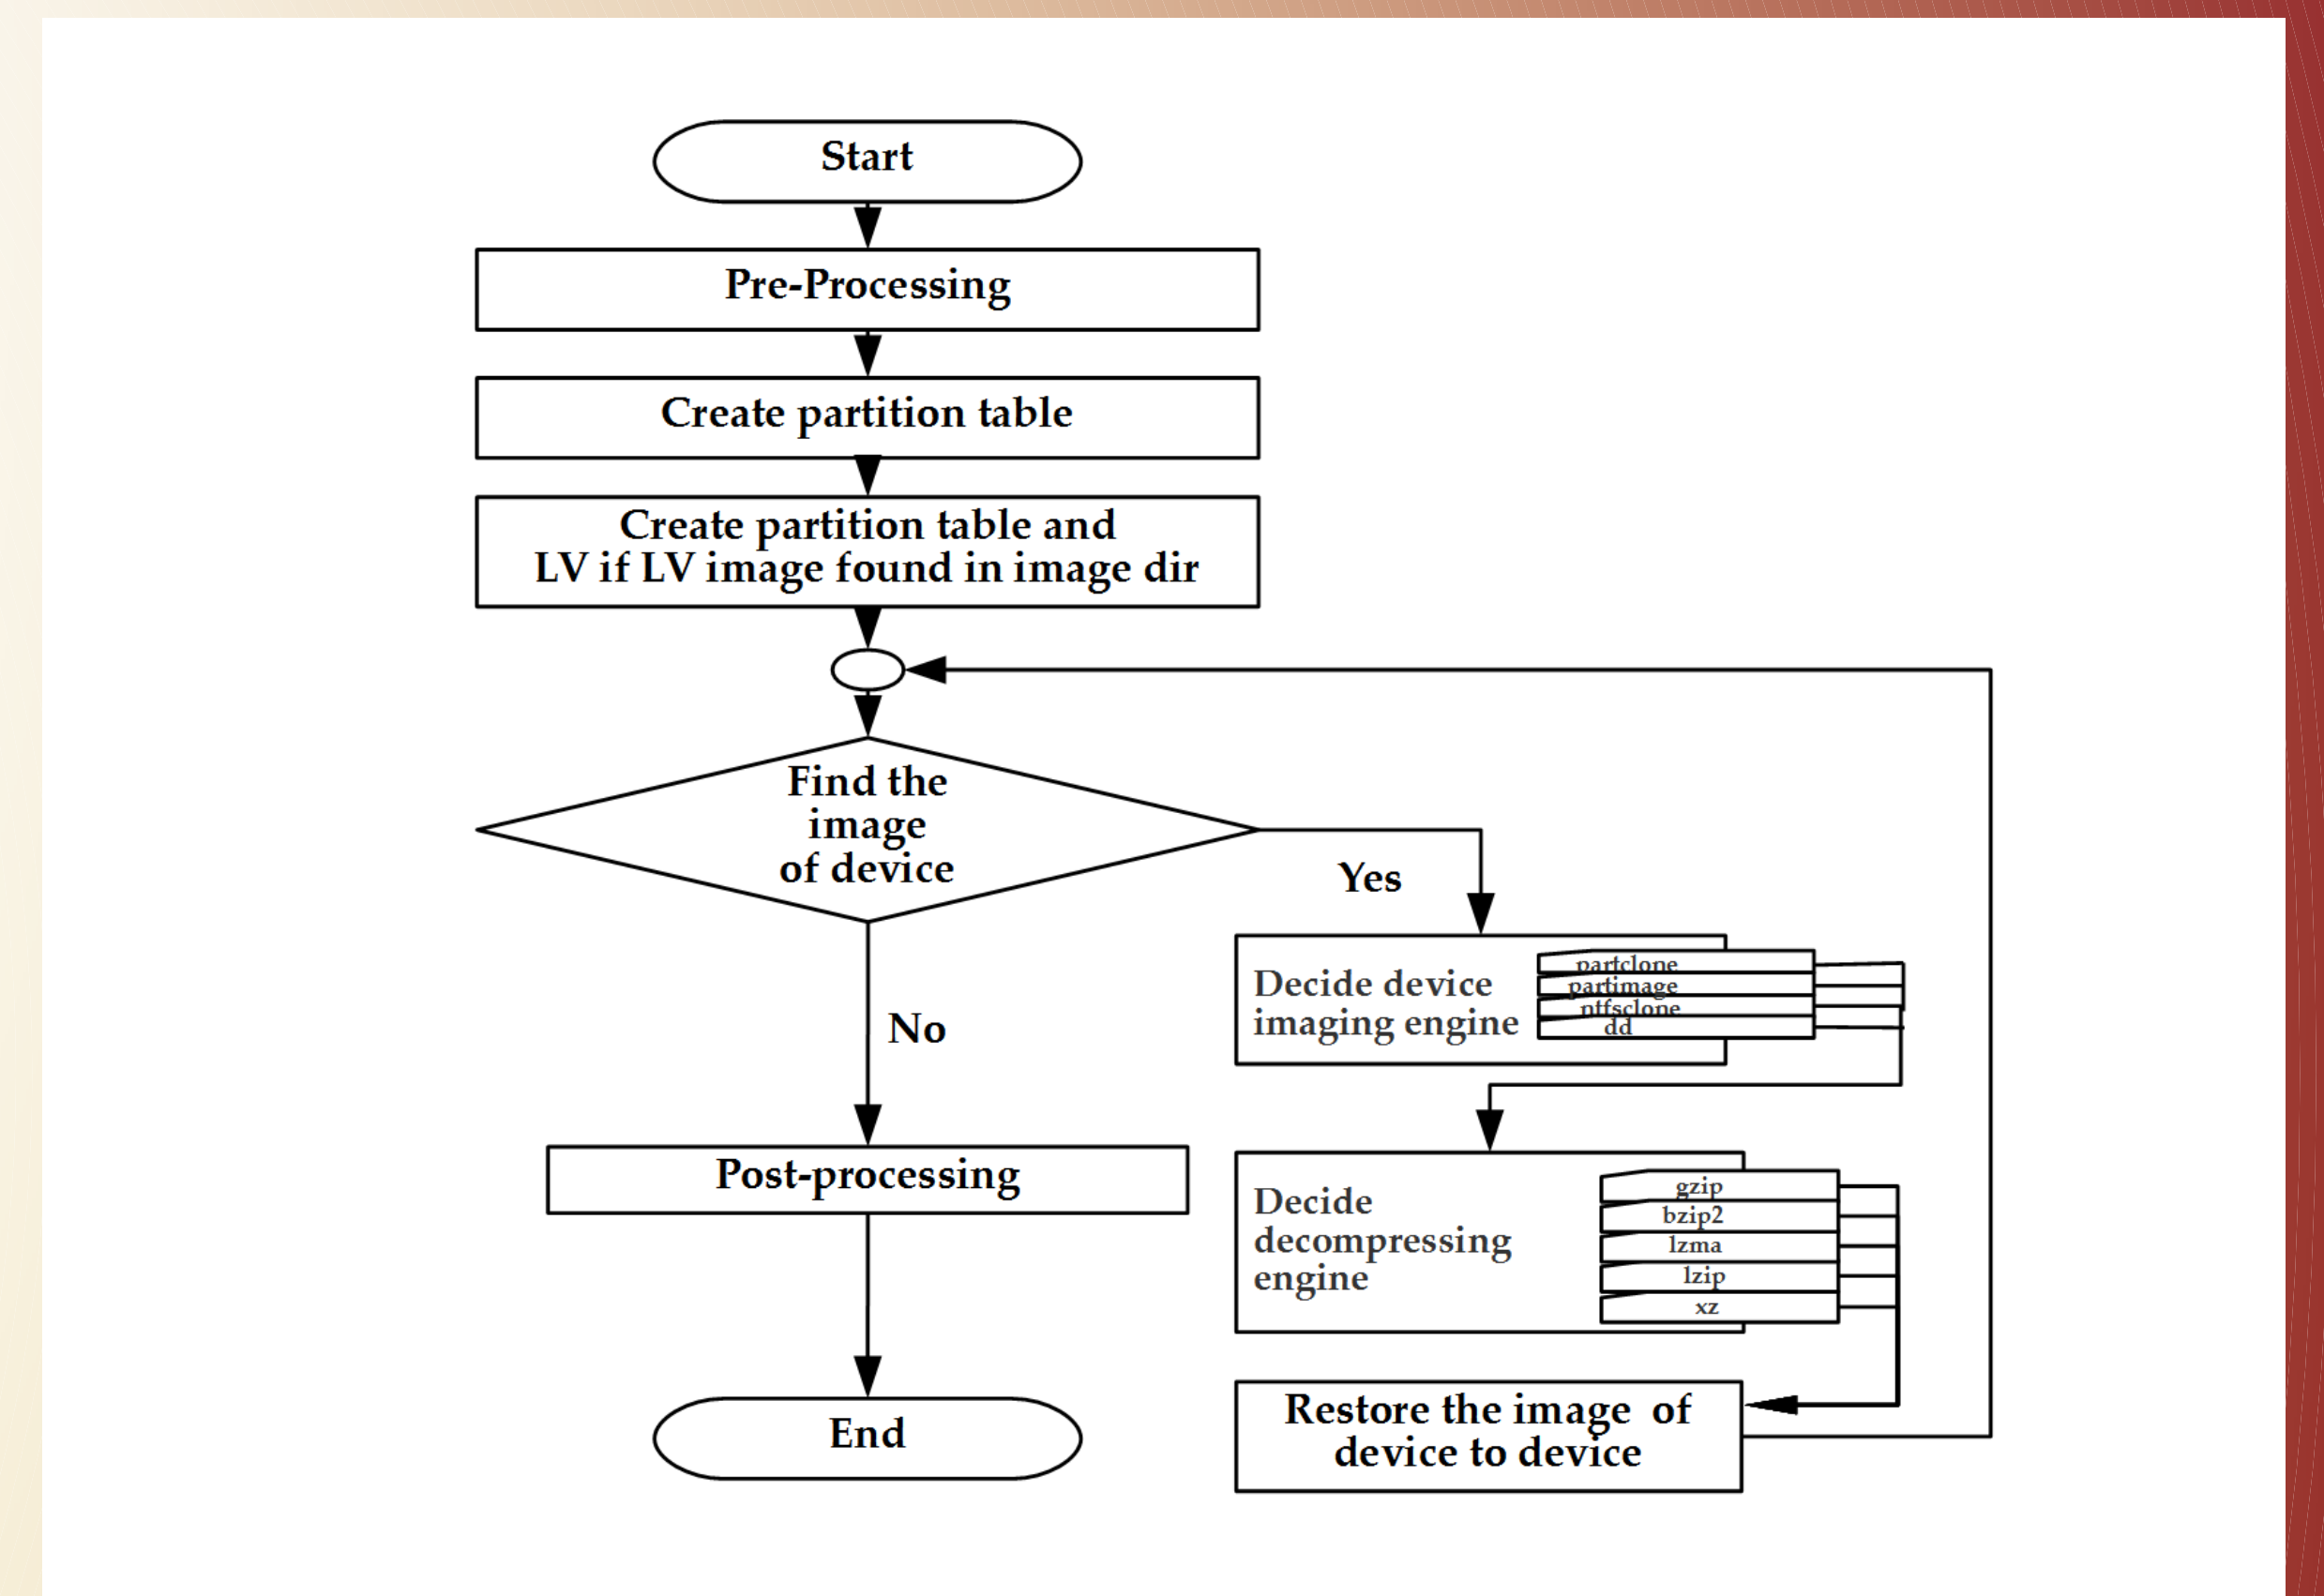 Start
Pre-Processing
Create partition table
Create partition table and
LV if LV image found in image dir
Find the
image
of device
Yes
No
Decide device
imaging engine
partclone
partimage
ntfsclone
dd
Decide
decompressing
engine
gzip
bzip2
lzma
lzip
xz
Post-processing
Restore the image of
device to device
End